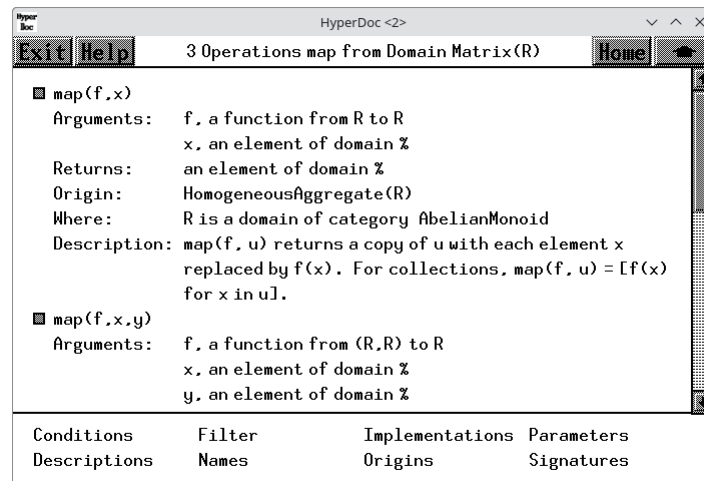 Hyper
Doc
HyperDoc <2>
Exit Help 3 Operations map from Domain Matrix(R) Home
map(f,x)
Arguments: f, a function from R to R
x, an element of domain %
Returns: an element of domain %
Origin: HomogeneousAggregate(R)
Where: R is a domain of category AbelianMonoid
Description: map(f, u) returns a copy of u with each element x
replaced by f(x). For collections, map(f, u) = [f(x)
for x in u].
map(f,x,y)
Arguments: f, a function from (R,R) to R
x, an element of domain %
y, an element of domain %
Conditions Filter Implementations Parameters
Descriptions Names Origins Signatures